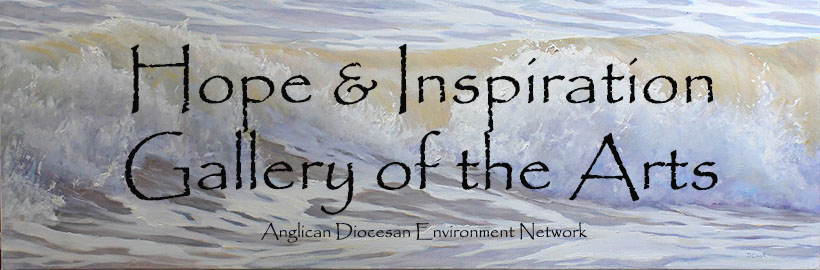 Hope & Inspiration
Gallery of the Arts
Anglican Diocesan Environment Network